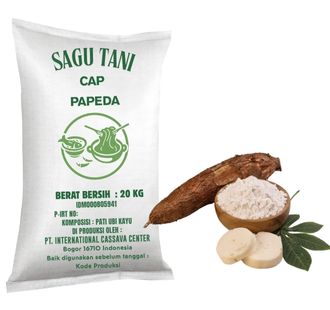 SAGU TANI
CAP
PAPEDA
BERAT BERSIH : 20 KG
IDM000805941
P-IRT NO:
KOMPOSISI : PATI UBI KAYU
DI PRODUKSI OLEH :
PT. INTERNATIONAL CASSAVA CENTER
Bogor 16710 Indonesia
Baik digunakan sebelum tanggal :
Kode Produksi